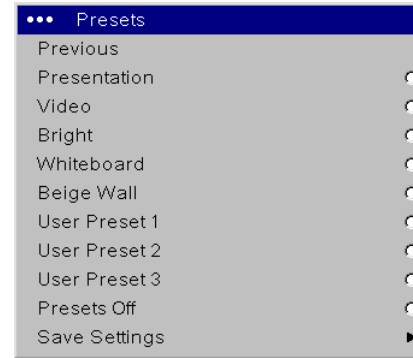 ••• Presets
Previous
Presentation
Video
Bright
Whiteboard
Beige Wall
User Preset 1
User Preset 2
User Preset 3
Presets Off
Save Settings